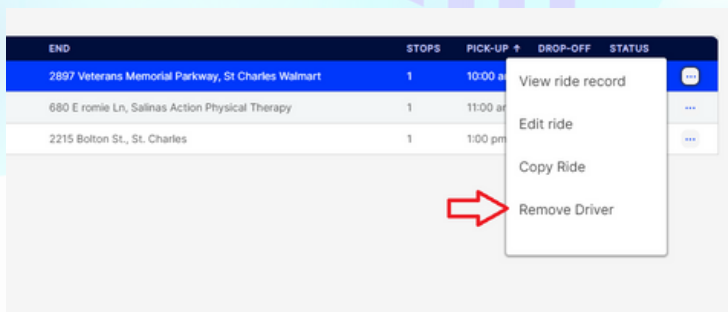 END STOPS PICK-UP ↑ DROP-OFF STATUS
2897 Veterans Memorial Parkway, St Charles Walmart 1 10:00 a
680 E romie Ln, Salinas Action Physical Therapy 1 11:00 ar
2215 Bolton St., St. Charles 1 1:00 pm
View ride record
Edit ride
Copy Ride
Remove Driver